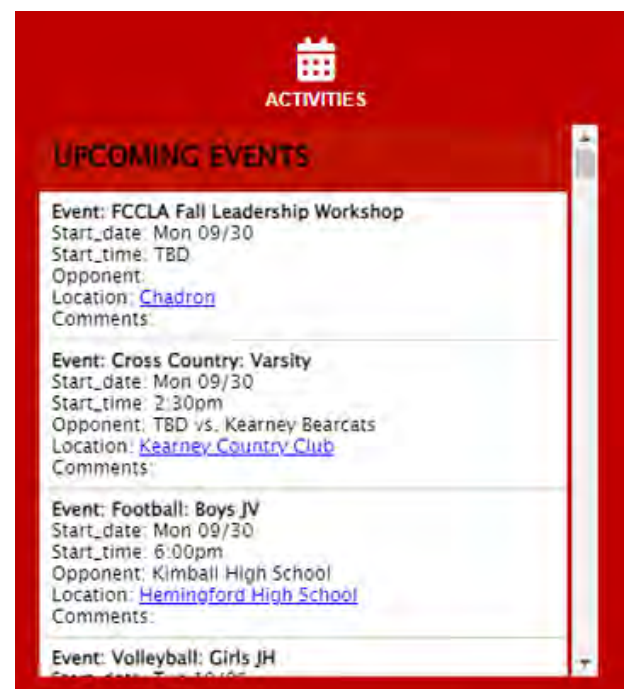 ACTIVITIES
UPCOMING EVENTS
Event: FCCLA Fall Leadership Workshop
Start_date: Mon 09/30
Start_time: TBD
Opponent:
Location: Chadron
Comments:
Event: Cross Country: Varsity
Start_date: Mon 09/30
Start_time: 2:30pm
Opponent: TBD vs. Kearney Bearcats
Location: Kearney Country Club
Comments:
Event: Football: Boys JV
Start_date: Mon 09/30
Start_time: 6:00pm
Opponent: Kimball High School
Location: Hemingford High School
Comments:
Event: Volleyball: Girls JH